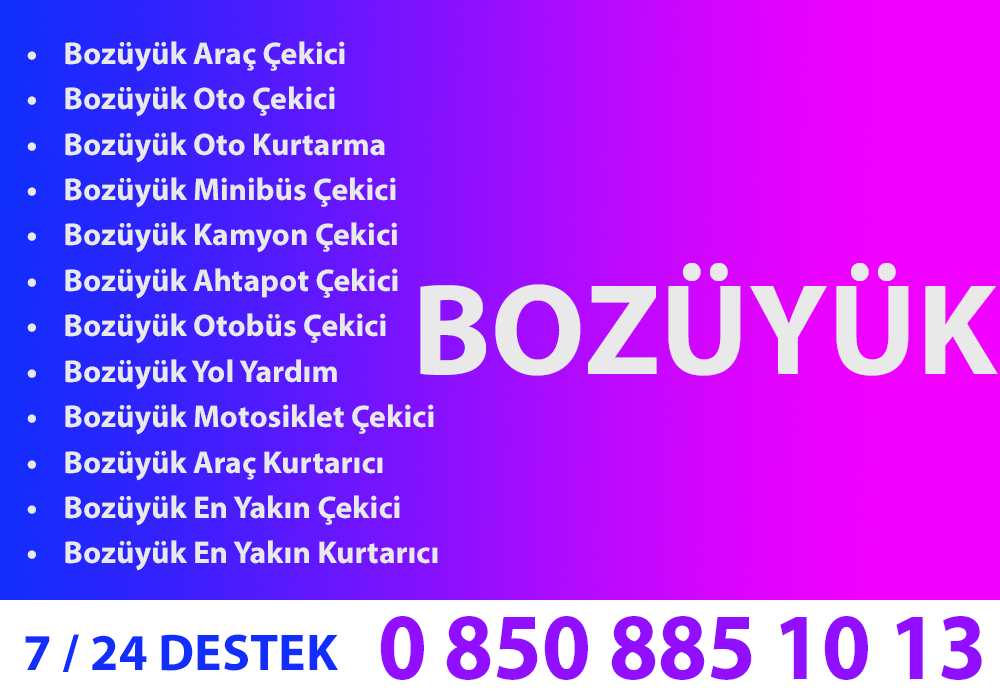 • Bozüyük Araç Çekici
• Bozüyük Oto Çekici
• Bozüyük Oto Kurtarma
• Bozüyük Minibüs Çekici
• Bozüyük Kamyon Çekici
• Bozüyük Ahtapot Çekici
• Bozüyük Otobüs Çekici
• Bozüyük Yol Yardım
• Bozüyük Motosiklet Çekici
• Bozüyük Araç Kurtarıcı
• Bozüyük En Yakın Çekici
• Bozüyük En Yakın Kurtarıcı
BOZÜYÜK
7 / 24 DESTEK
0 850 885 10 13